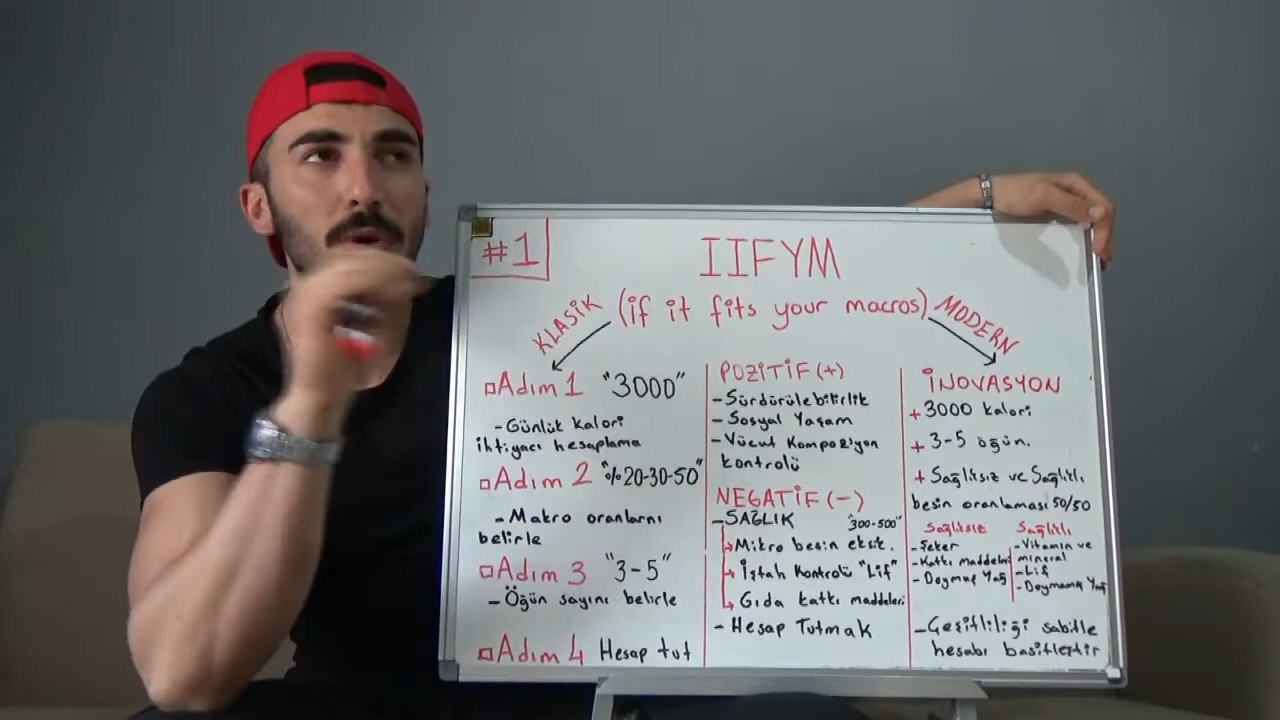 #1
IIFYM
KLASİK (if it fits your macros) MODERN
▫Adım 1 "3000"
-Günlük kalori
ihtiyacı hesaplama
▫Adım 2 "%20-30-50"
-Makro oranlarını
belirle
▫Adım 3 "3-5"
-Öğün sayını belirle
▫Adım 4 Hesap tut
POZİTİF (+)
-Sürdürülebilirlik
-Sosyal Yaşam
-Vücut Kompozisyon
kontrolü
NEGATİF (-)
-SAĞLIK "300-500"
Mikro besin eksik.
İştah Kontrolü "Lif"
Gıda katkı maddeleri
-Hesap Tutmak
İNOVASYON
+3000 kalori
+3-5 öğün.
+Sağlıksız ve Sağlıklı
besin oranlaması 50/50
Sağlıksız
-Şeker
-Katkı maddeleri
-Doymuş Yağ
Sağlıklı
-Vitamin ve
mineral
-Lif
-Doymamış Yağ
-Çeşitliliği sabitle
hesabı basitleştir